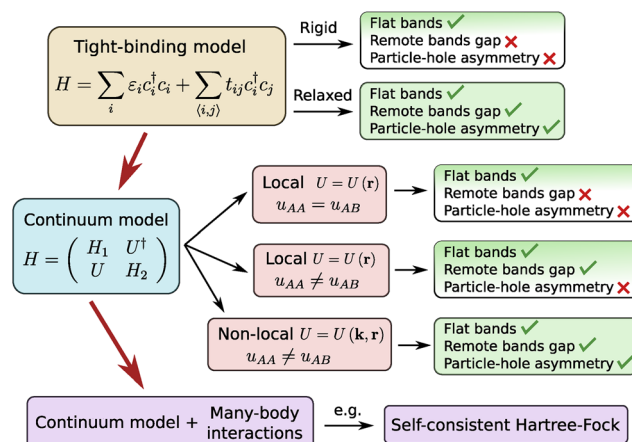 Tight-binding model
H = ∑_i ε_i c_i^† c_i + ∑_⟨i,j⟩ t_ij c_i^† c_j
Rigid
Flat bands ✓
Remote bands gap ✗
Particle-hole asymmetry ✗
Relaxed
Flat bands ✓
Remote bands gap ✓
Particle-hole asymmetry ✓
Continuum model
H = ( H_1 U^†
U H_2 )
Local U = U(r)
u_AA = u_AB
Flat bands ✓
Remote bands gap ✗
Particle-hole asymmetry ✗
Local U = U(r)
u_AA ≠ u_AB
Flat bands ✓
Remote bands gap ✓
Particle-hole asymmetry ✗
Non-local U = U(k, r)
u_AA ≠ u_AB
Flat bands ✓
Remote bands gap ✓
Particle-hole asymmetry ✓
Continuum model + Many-body
interactions
e.g.
Self-consistent Hartree-Fock